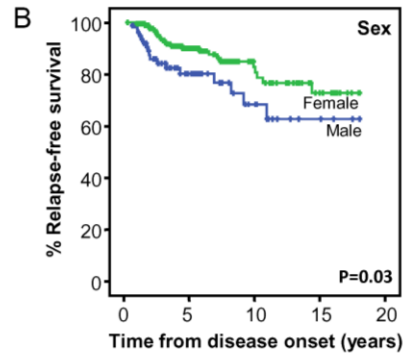 B
Sex
% Relapse-free survival
100
80
60
40
20
0
Female
Male
P=0.03
0 5 10 15 20
Time from disease onset (years)